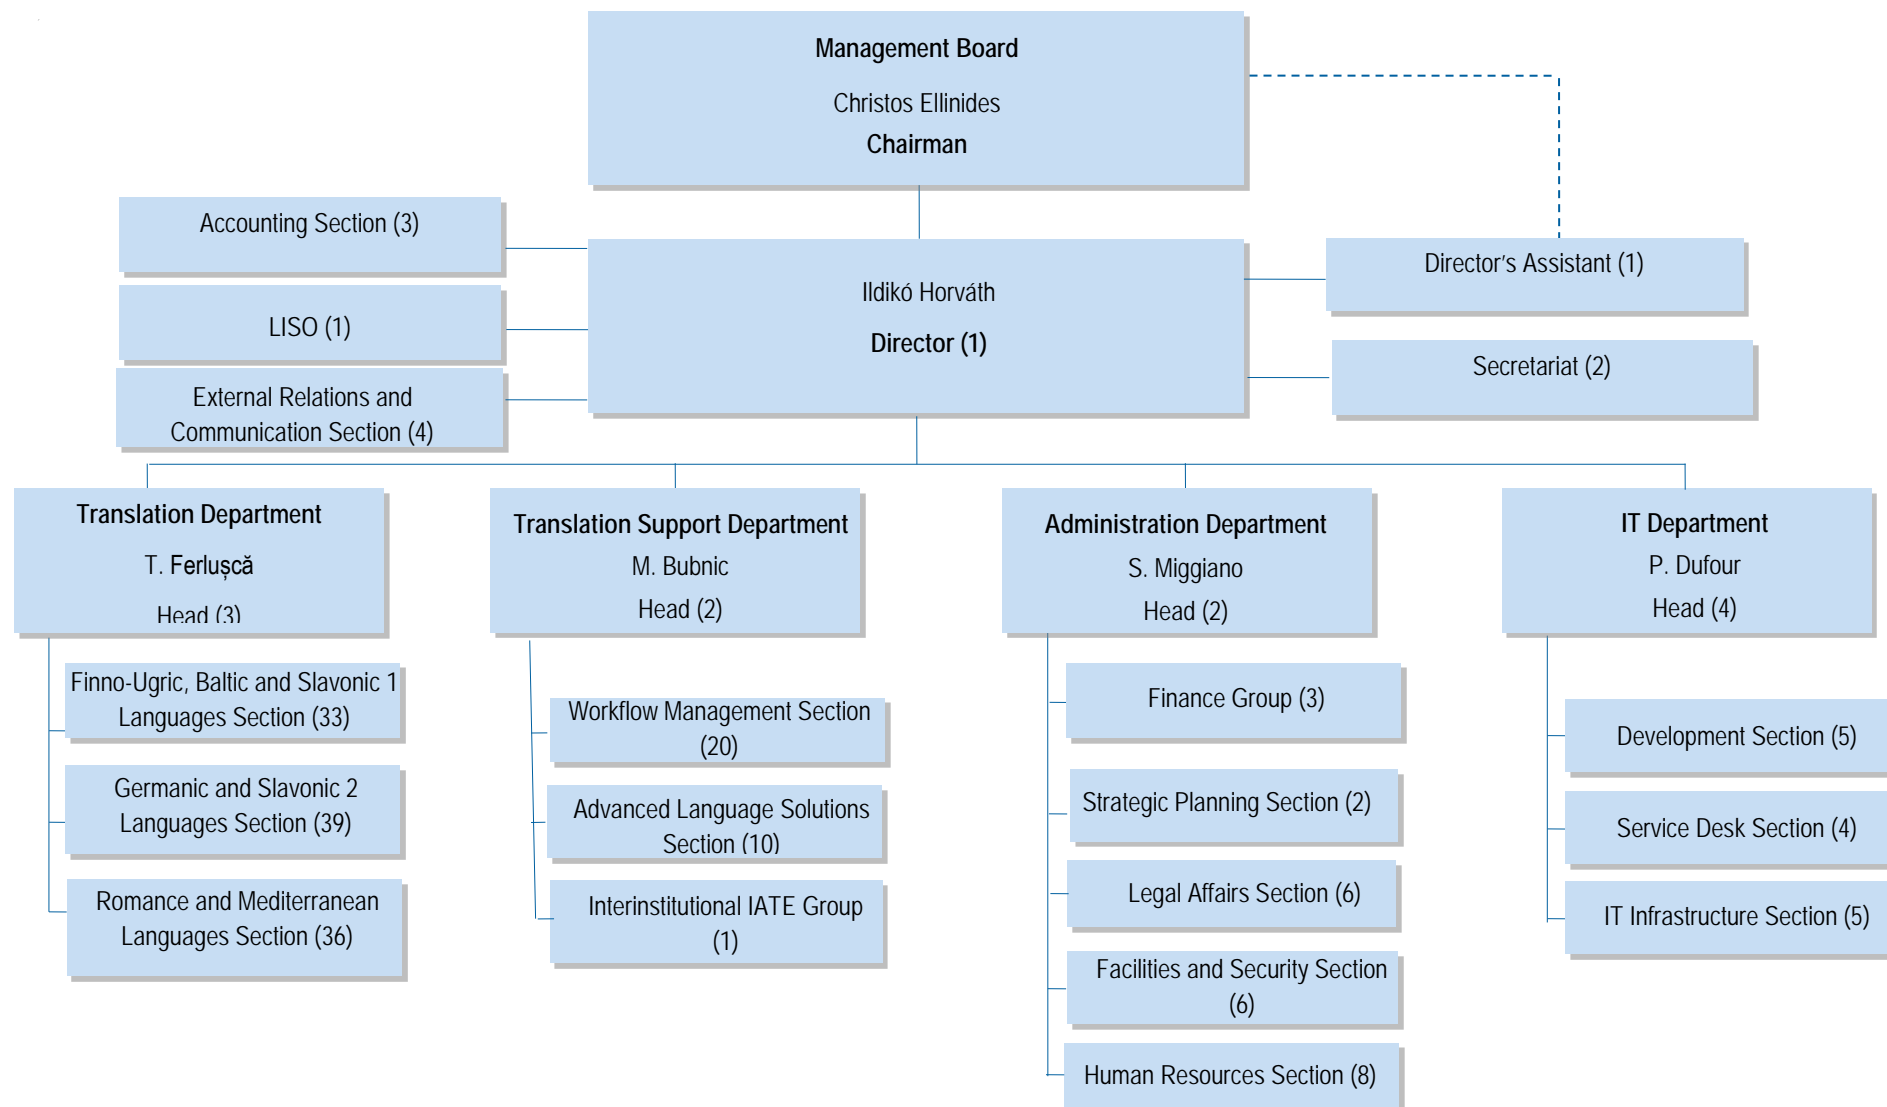 Management Board
Christos Ellinides
Chairman
Accounting Section (3)
LISO (1)
External Relations and
Communication Section (4)
Ildikó Horváth
Director (1)
Director's Assistant (1)
Secretariat (2)
Translation Department
T. Ferlușcă
Head (3)
Finno-Ugric, Baltic and Slavonic 1
Languages Section (33)
Germanic and Slavonic 2
Languages Section (39)
Romance and Mediterranean
Languages Section (36)
Translation Support Department
M. Bubnic
Head (2)
Workflow Management Section
(20)
Advanced Language Solutions
Section (10)
Interinstitutional IATE Group
(1)
Administration Department
S. Miggiano
Head (2)
Finance Group (3)
Strategic Planning Section (2)
Legal Affairs Section (6)
Facilities and Security Section
(6)
Human Resources Section (8)
IT Department
P. Dufour
Head (4)
Development Section (5)
Service Desk Section (4)
IT Infrastructure Section (5)